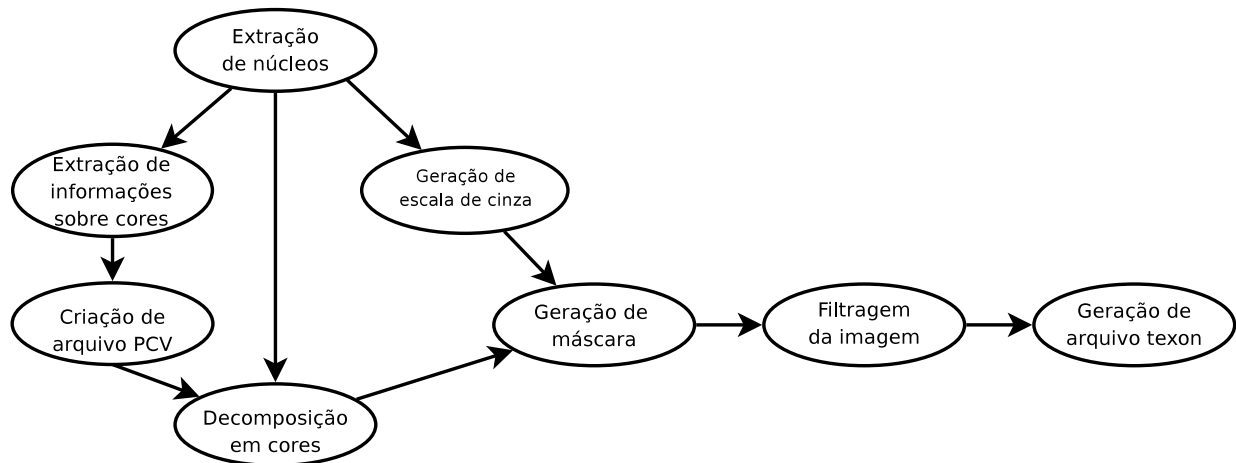 Extração
de núcleos
Extração de
informações
sobre cores
Geração de
escala de cinza
Criação de
arquivo PCV
Geração de
máscara
Filtragem
da imagem
Geração de
arquivo texon
Decomposição
em cores